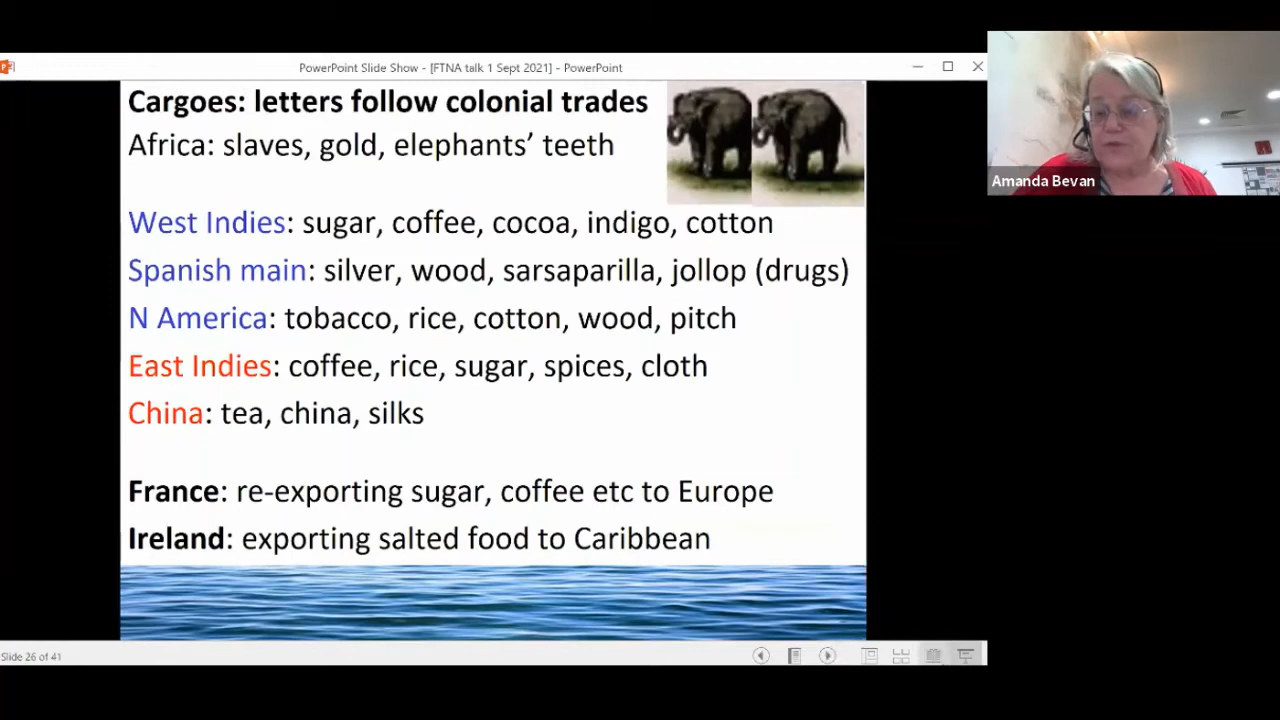 PowerPoint Slide Show - [FTNA talk 1 Sept 2021] - PowerPoint
Cargoes: letters follow colonial trades
Africa: slaves, gold, elephants’ teeth
West Indies: sugar, coffee, cocoa, indigo, cotton
Spanish main: silver, wood, sarsaparilla, jollop (drugs)
N America: tobacco, rice, cotton, wood, pitch
East Indies: coffee, rice, sugar, spices, cloth
China: tea, china, silks
France: re-exporting sugar, coffee etc to Europe
Ireland: exporting salted food to Caribbean
Slide 26 of 41
Amanda Bevan